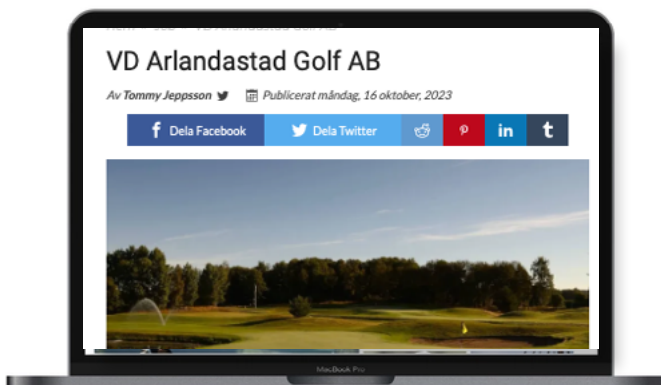 VD Arlandastad Golf AB
Av Tommy Jeppsson Publicerat måndag, 16 oktober, 2023
f Dela Facebook Dela Twitter in t
MacBook Pro